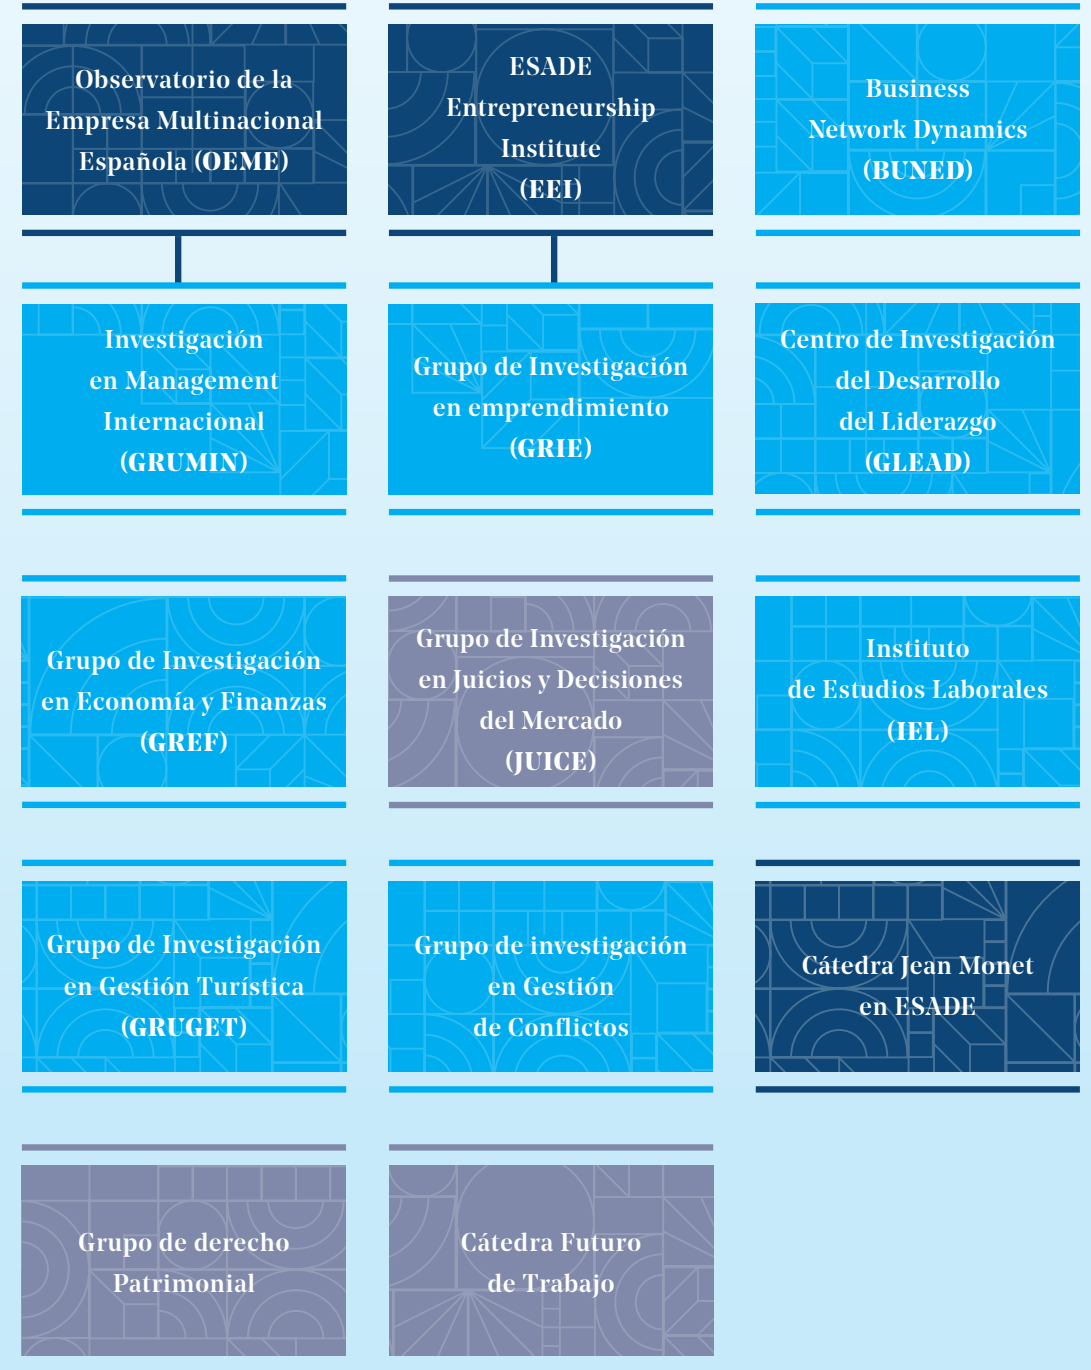 Observatorio de la
Empresa Multinacional
Española (OEME)
ESADE
Entrepreneurship
Institute
(EEI)
Business
Network Dynamics
(BUNED)
Investigación
en Management
Internacional
(GRUMIN)
Grupo de Investigación
en emprendimiento
(GRIE)
Centro de Investigación
del Desarrollo
del Liderazgo
(GLEAD)
Grupo de Investigación
en Economía y Finanzas
(GREF)
Grupo de Investigación
en Juicios y Decisiones
del Mercado
(JUICE)
Instituto
de Estudios Laborales
(IEL)
Grupo de Investigación
en Gestión Turística
(GRUGET)
Grupo de investigación
en Gestión
de Conflictos
Cátedra Jean Monet
en ESADE
Grupo de derecho
Patrimonial
Cátedra Futuro
de Trabajo